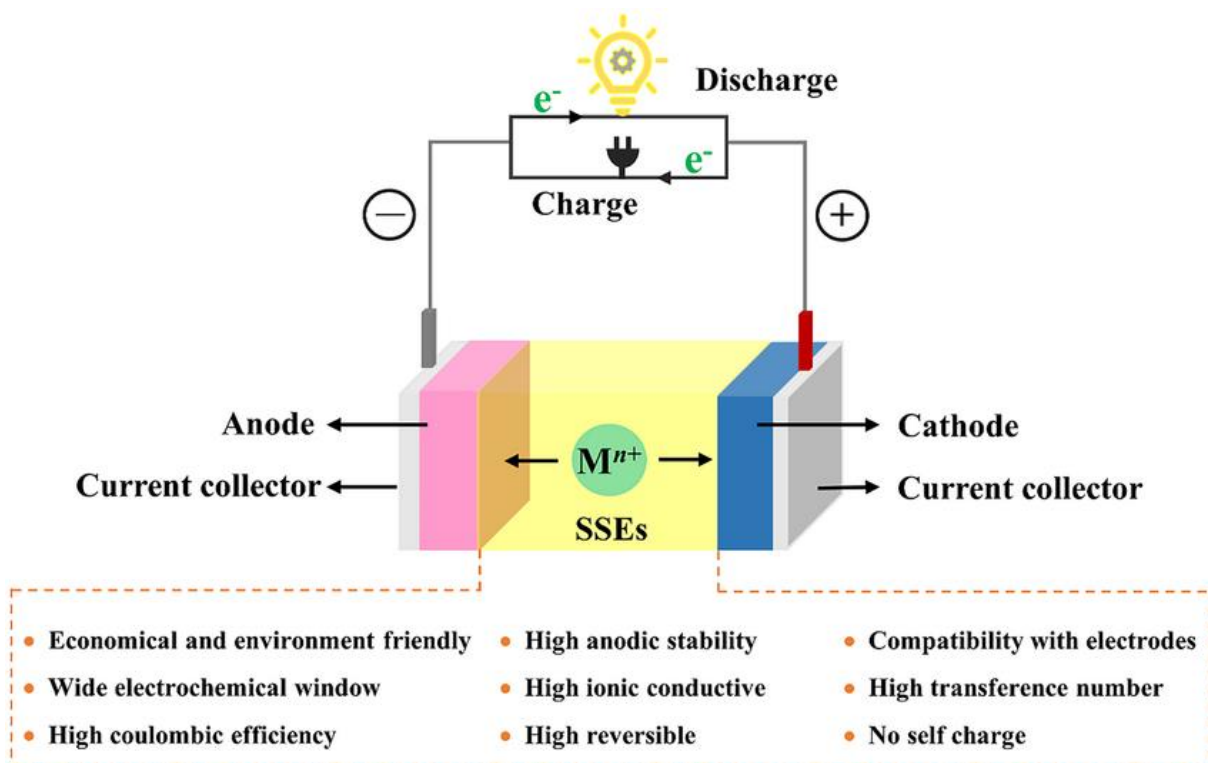 Discharge
e-
e-
Charge
−
+
Anode
Cathode
Mn+
Current collector
Current collector
SSEs
• Economical and environment friendly
• High anodic stability
• Compatibility with electrodes
• Wide electrochemical window
• High ionic conductive
• High transference number
• High coulombic efficiency
• High reversible
• No self charge